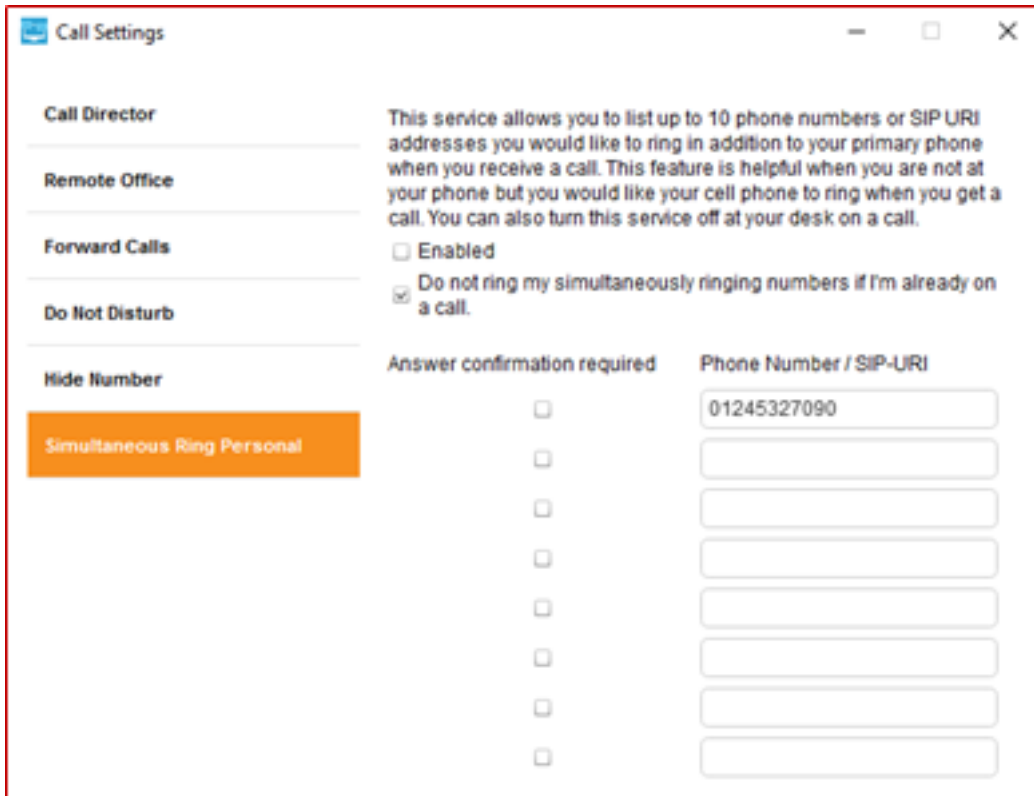 Call Settings
Call Director
Remote Office
Forward Calls
Do Not Disturb
Hide Number
Simultaneous Ring Personal
This service allows you to list up to 10 phone numbers or SIP URI
addresses you would like to ring in addition to your primary phone
when you receive a call. This feature is helpful when you are not at
your phone but you would like your cell phone to ring when you get a
call. You can also turn this service off at your desk on a call.
Enabled
Do not ring my simultaneously ringing numbers if I'm already on
a call.
Answer confirmation required Phone Number / SIP-URI
01245327090